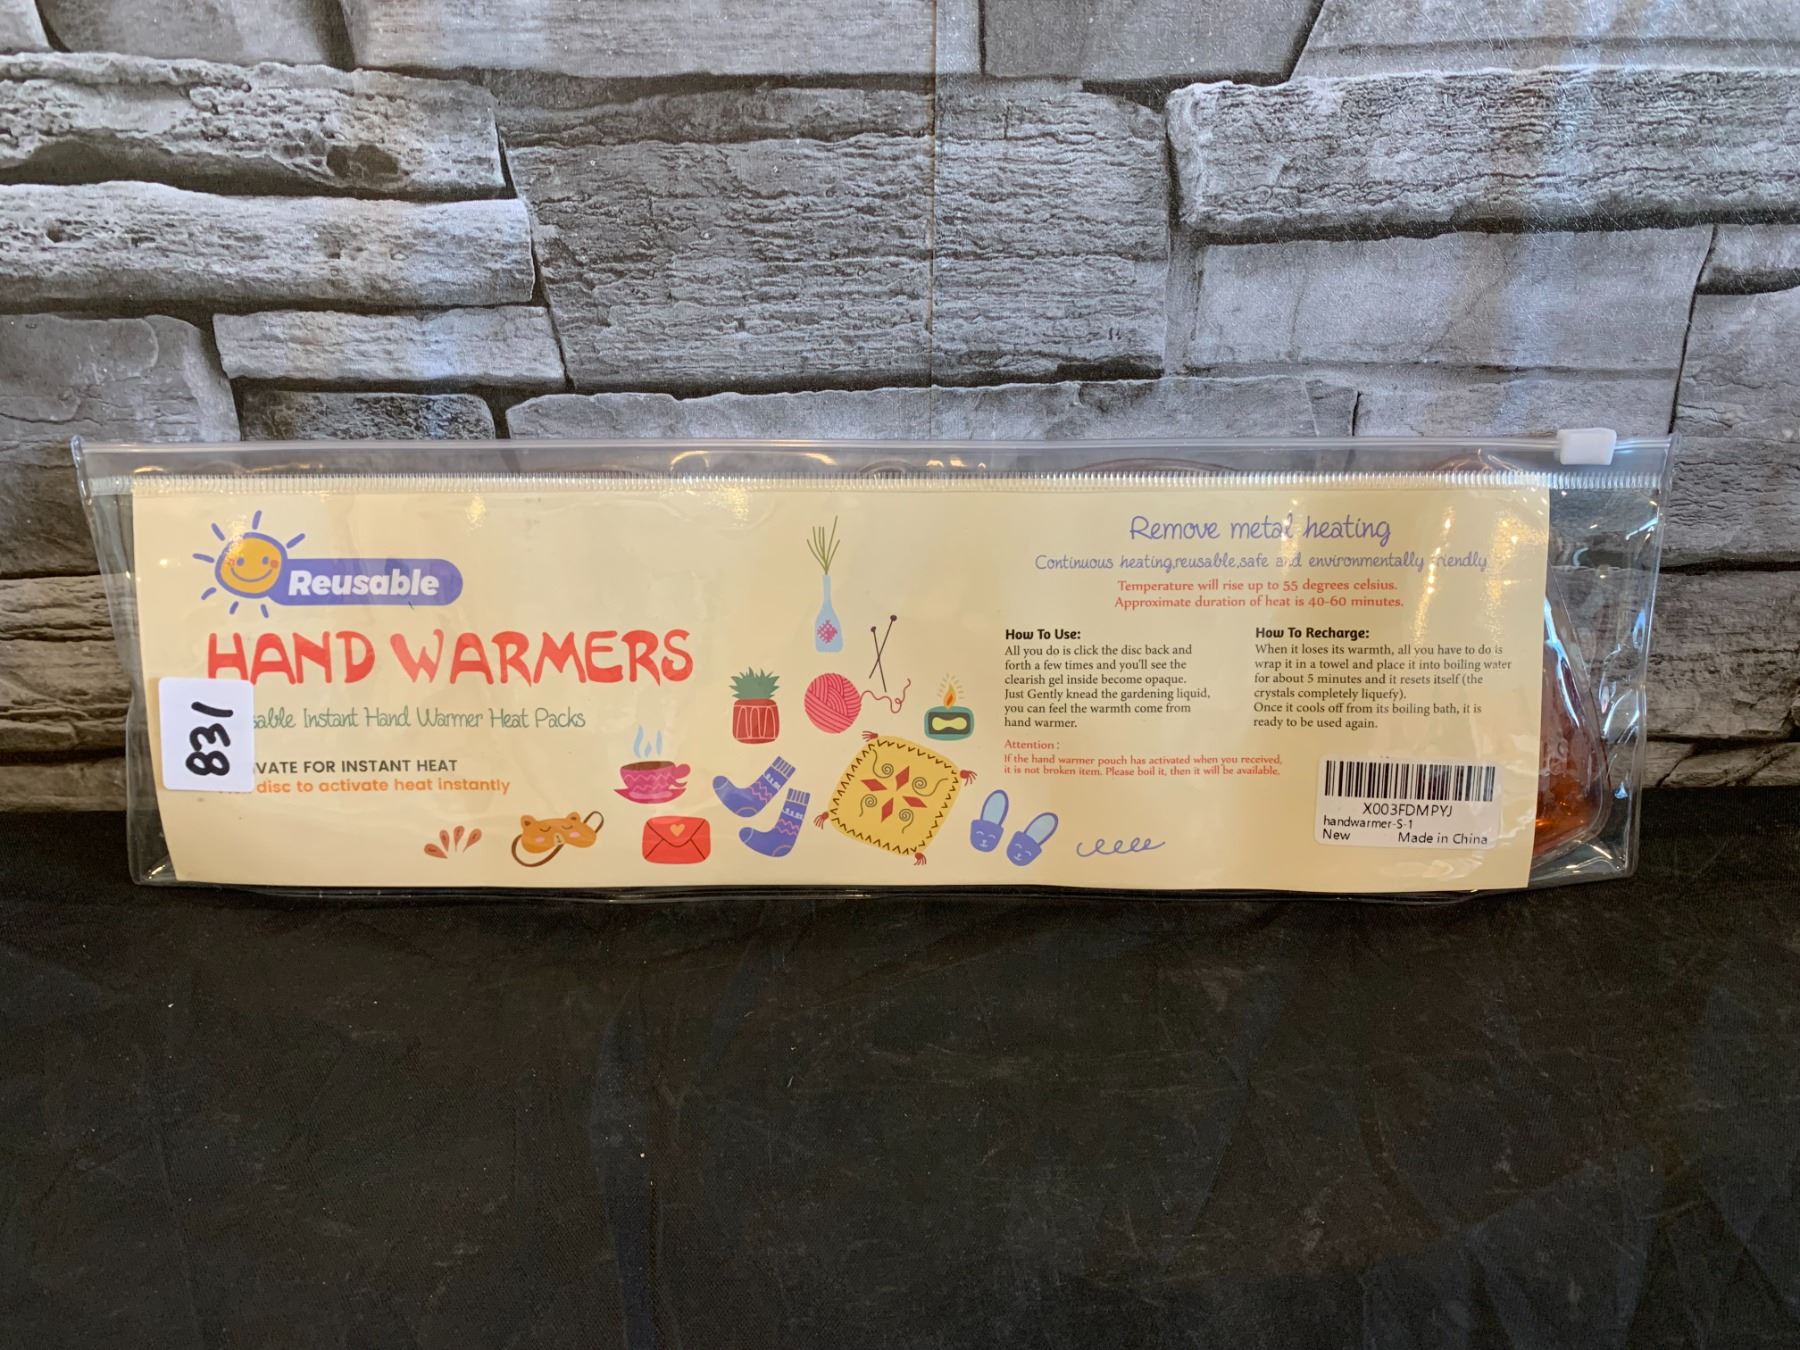 Reusable
HAND WARMERS
Instant Hand Warmer Heat Packs
FOR INSTANT HEAT
disc to activate heat instantly
831
Remove metal heating
Continuous heating,reusable,safe and environmentally friendly
Temperature will rise up to 55 degrees celsius.
Approximate duration of heat is 40-60 minutes.
How To Use:
All you do is click the disc back and
forth a few times and you'll see the
clearish gel inside become opaque.
Just Gently knead the gardening liquid,
you can feel the warmth come from
hand warmer.
Attention:
If the hand warmer pouch has activated when you received,
it is not broken item. Please boil it, then it will be available.
How To Recharge:
When it loses its warmth, all you have to do is
wrap it in a towel and place it into boiling water
for about 5 minutes and it resets itself (the
crystals completely liquefy).
Once it cools off from its boiling bath, it is
ready to be used again.
X003FDMPYJ
handwarmer-S-1
New Made in China